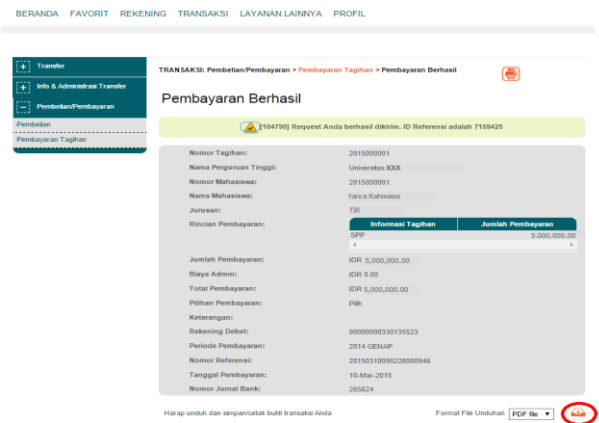 BERANDA FAVORIT REKENING TRANSAKSI LAYANAN LAINNYA PROFIL
Transfer
Info & Administrasi Transfer
Pembelian/Pembayaran
Pembelian
Pembayaran Tagihan
TRANSAKSI: Pembelian/Pembayaran > Pembayaran Tagihan > Pembayaran Berhasil
Pembayaran Berhasil
[104790] Request Anda berhasil dikirim. ID Referensi adalah 7159425
Nomor Tagihan: 2015000001
Nama Perguruan Tinggi: Universitas XXX
Nomor Mahasiswa: 2015000001
Nama Mahasiswa: Yanira Rahmassa
Jurusan: TIK
Rincian Pembayaran: Informasi Tagihan Jumlah Pembayaran
SPP 5.000.000.00
Jumlah Pembayaran: IDR 5,000,000.00
Biaya Admin: IDR 0.00
Total Pembayaran: IDR 5,000,000.00
Pilihan Pembayaran: Pilih
Keterangan:
Rekening Debet: 00000000330135523
Periode Pembayaran: 2014 GENAP
Nomor Referensi: 20150310090228000946
Tanggal Pembayaran: 10-Mar-2015
Nomor Jurnal Bank: 265624
Harap unduh dan simpan/cetak bukti transaksi Anda. Format File Unduhan PDF file